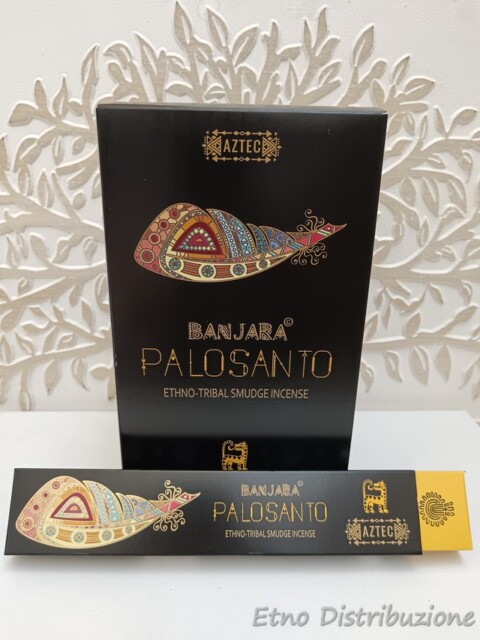 AZTEC
BANJARA©
PALOSANTO
ETHNO-TRIBAL SMUDGE INCENSE
BANJARA©
PALOSANTO
ETHNO-TRIBAL SMUDGE INCENSE
AZTEC
Etno Distribuzione